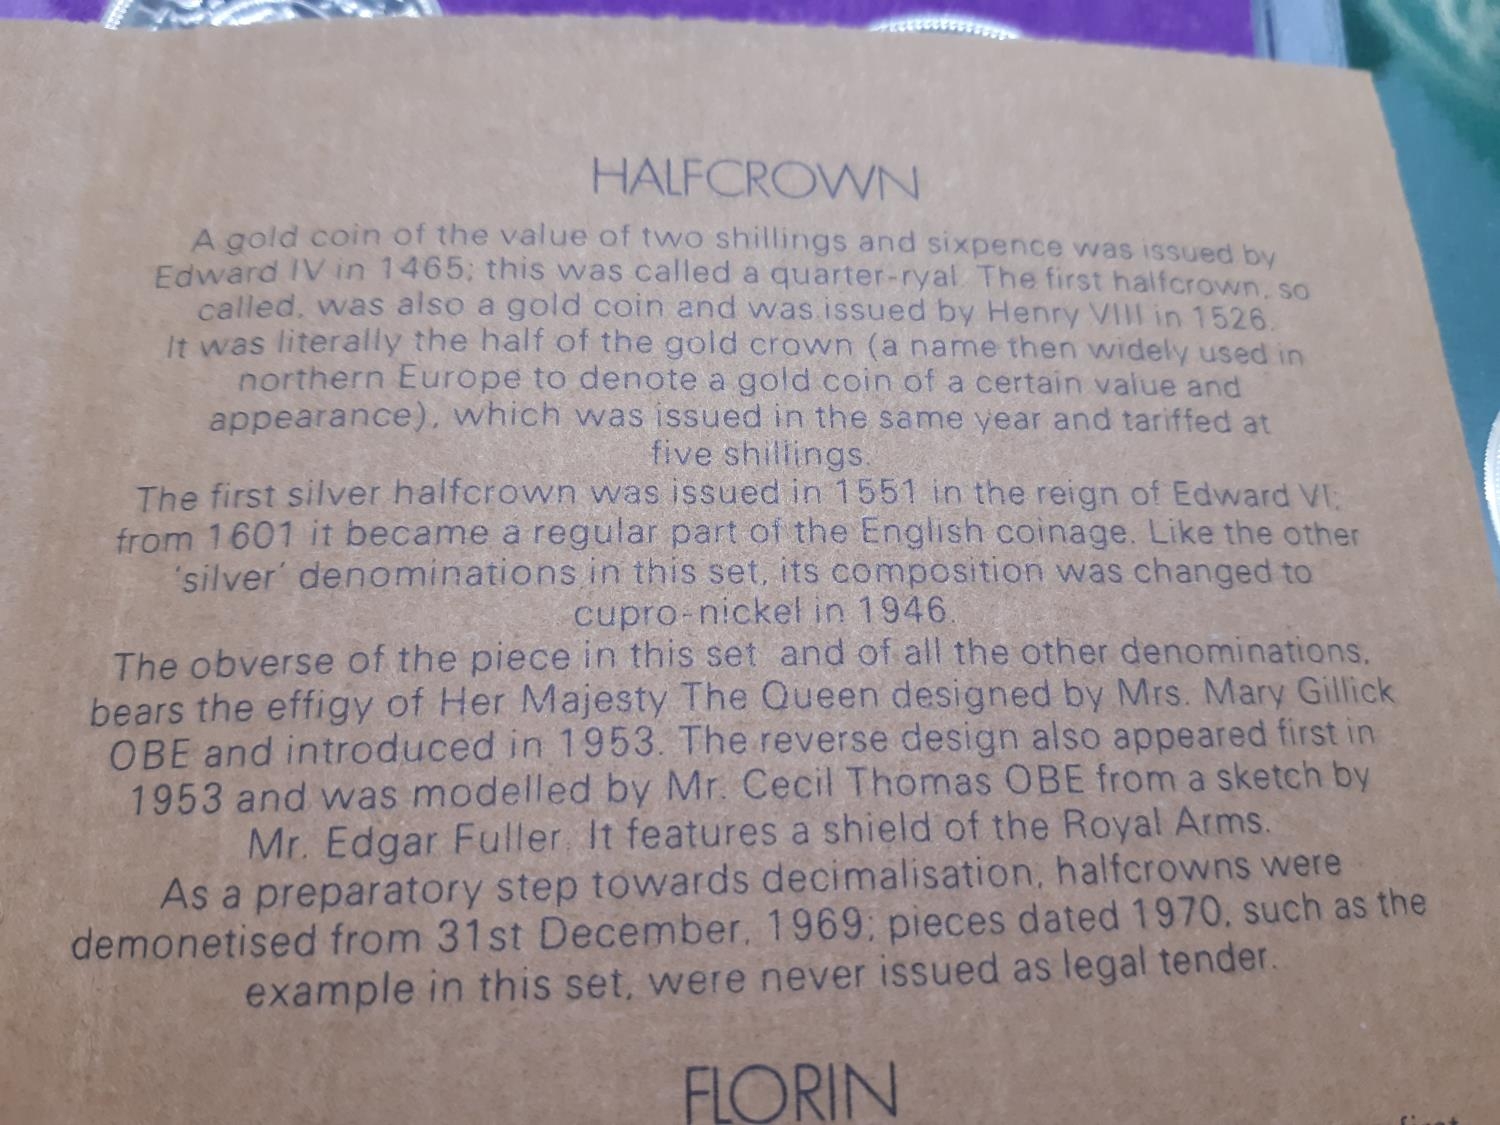 HALFCROWN
A gold coin of the value of two shillings and sixpence was issued by
Edward IV in 1465; this was called a quarter-ryal. The first halfcrown, so
called, was also a gold coin and was issued by Henry VIII in 1526.
It was literally the half of the gold crown (a name then widely used in
northern Europe to denote a gold coin of a certain value and
appearance), which was issued in the same year and tariffed at
five shillings.
The first silver halfcrown was issued in 1551 in the reign of Edward VI;
from 1601 it became a regular part of the English coinage. Like the other
'silver' denominations in this set, its composition was changed to
cupro-nickel in 1946.
The obverse of the piece in this set and of all the other denominations,
bears the effigy of Her Majesty The Queen designed by Mrs. Mary Gillick
OBE and introduced in 1953. The reverse design also appeared first in
1953 and was modelled by Mr. Cecil Thomas OBE from a sketch by
Mr. Edgar Fuller. It features a shield of the Royal Arms.
As a preparatory step towards decimalisation, halfcrowns were
demonetised from 31st December, 1969; pieces dated 1970, such as the
example in this set, were never issued as legal tender.
FLORIN